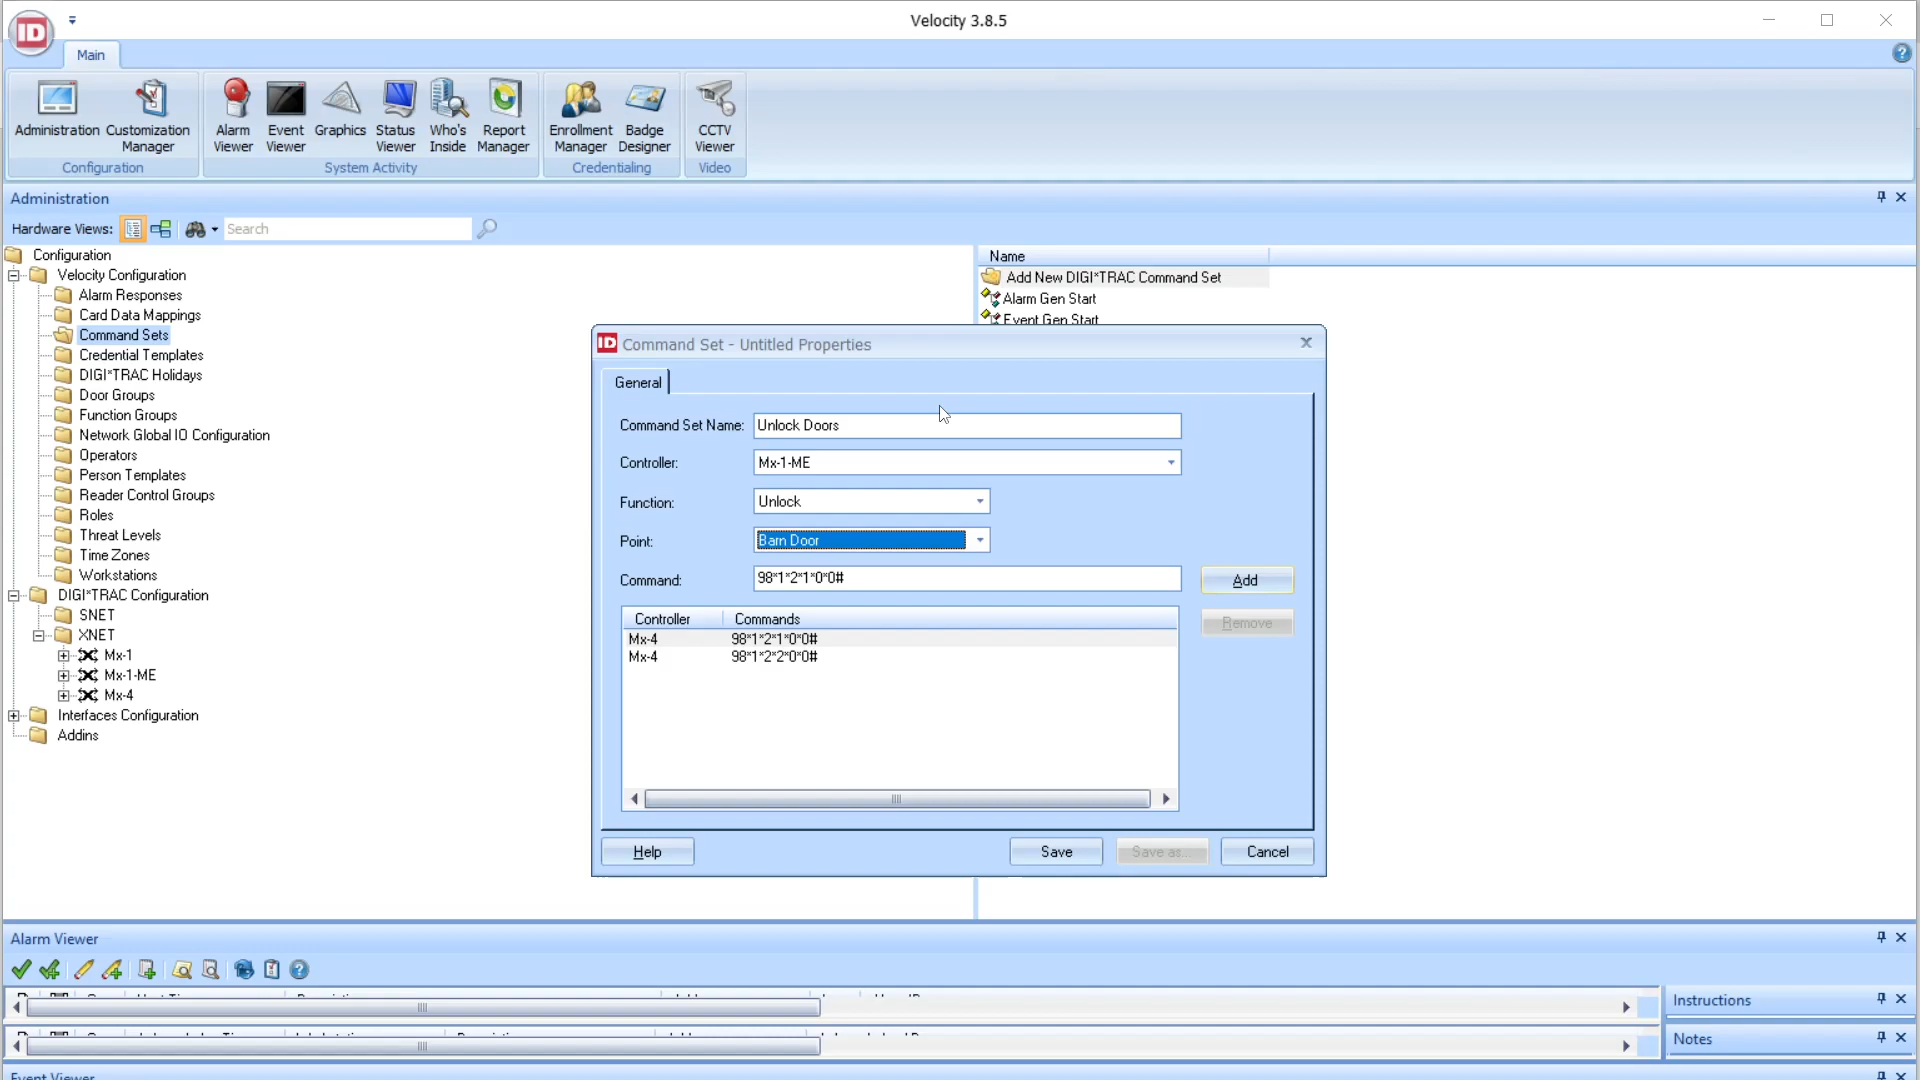 Velocity 3.8.5
Main
Administration
Customization Manager
Alarm Viewer
Event Viewer
Graphics
Status Viewer
Who's Inside
Report Manager
Enrollment Manager
Badge Designer
CCTV Viewer
Configuration
System Activity
Credentialing
Video
Administration
Hardware Views:
Search
Configuration
Velocity Configuration
Alarm Responses
Card Data Mappings
Command Sets
Credential Templates
DIGI*TRAC Holidays
Door Groups
Function Groups
Network Global IO Configuration
Operators
Person Templates
Reader Control Groups
Roles
Threat Levels
Time Zones
Workstations
DIGI*TRAC Configuration
SNET
XNET
Mx-1
Mx-1-ME
Mx-4
Interfaces Configuration
Addins
Name
Add New DIGI*TRAC Command Set
Alarm Gen Start
Event Gen Start
ID Command Set - Untitled Properties
General
Command Set Name: Unlock Doors
Controller: Mx-1-ME
Function: Unlock
Point: Barn Door
Command: 98*1*2*1*0*0#
Add
Controller Commands
Mx-4 98*1*2*1*0*0#
Mx-4 98*1*2*2*0*0#
Remove
Help
Save
Save as...
Cancel
Alarm Viewer
Instructions
Notes
Event Viewer